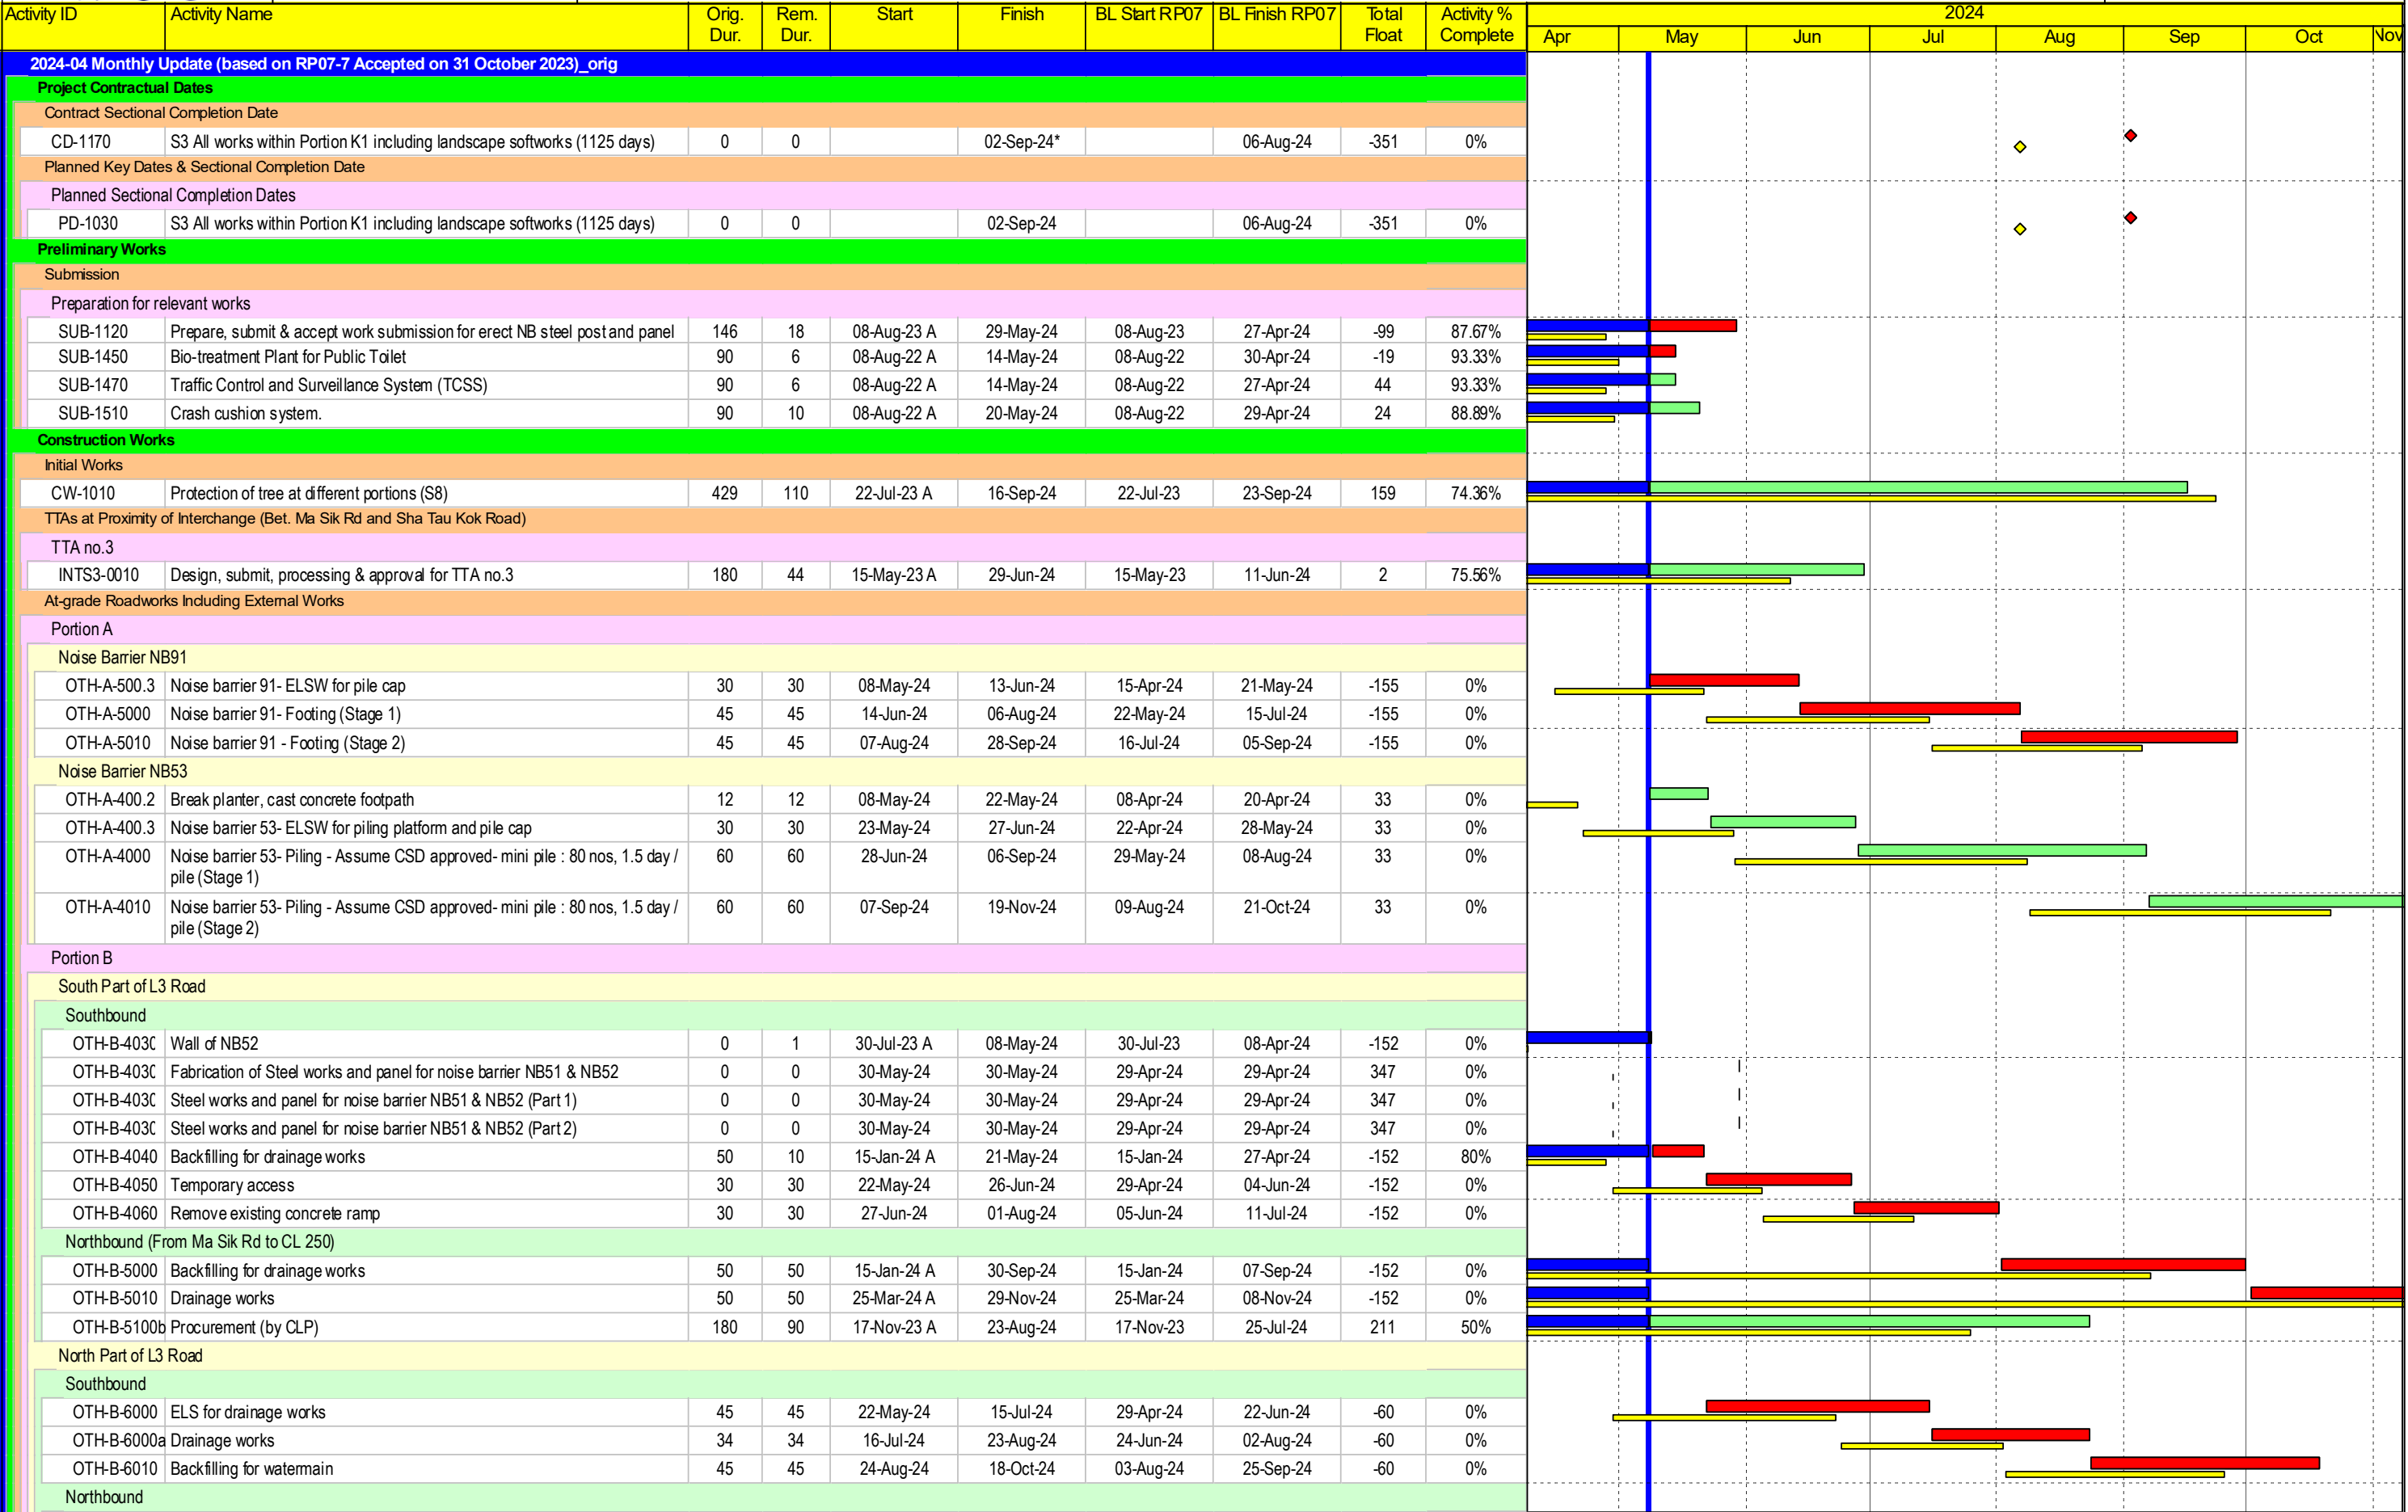 Activity ID Activity Name Orig. Dur. Rem. Dur. Start Finish BL Start RP07 BL Finish RP07 Total Float Activity % Complete 2024
Apr May Jun Jul Aug Sep Oct Nov
2024-04 Monthly Update (based on RP07-7 Accepted on 31 October 2023)_orig
Project Contractual Dates
Contract Sectional Completion Date
CD-1170 S3 All works within Portion K1 including landscape softworks (1125 days) 0 0 02-Sep-24* 06-Aug-24 -351 0%
Planned Key Dates & Sectional Completion Date
Planned Sectional Completion Dates
PD-1030 S3 All works within Portion K1 including landscape softworks (1125 days) 0 0 02-Sep-24 06-Aug-24 -351 0%
Preliminary Works
Submission
Preparation for relevant works
SUB-1120 Prepare, submit & accept work submission for erect NB steel post and panel 146 18 08-Aug-23 A 29-May-24 08-Aug-23 27-Apr-24 -99 87.67%
SUB-1450 Bio-treatment Plant for Public Toilet 90 6 08-Aug-22 A 14-May-24 08-Aug-22 30-Apr-24 -19 93.33%
SUB-1470 Traffic Control and Surveillance System (TCSS) 90 6 08-Aug-22 A 14-May-24 08-Aug-22 27-Apr-24 44 93.33%
SUB-1510 Crash cushion system. 90 10 08-Aug-22 A 20-May-24 08-Aug-22 29-Apr-24 24 88.89%
Construction Works
Initial Works
CW-1010 Protection of tree at different portions (S8) 429 110 22-Jul-23 A 16-Sep-24 22-Jul-23 23-Sep-24 159 74.36%
TTAs at Proximity of Interchange (Bet. Ma Sik Rd and Sha Tau Kok Road)
TTA no.3
INTS3-0010 Design, submit, processing & approval for TTA no.3 180 44 15-May-23 A 29-Jun-24 15-May-23 11-Jun-24 2 75.56%
At-grade Roadworks Including External Works
Portion A
Noise Barrier NB91
OTH-A-500.3 Noise barrier 91- ELSW for pile cap 30 30 08-May-24 13-Jun-24 15-Apr-24 21-May-24 -155 0%
OTH-A-5000 Noise barrier 91- Footing (Stage 1) 45 45 14-Jun-24 06-Aug-24 22-May-24 15-Jul-24 -155 0%
OTH-A-5010 Noise barrier 91 - Footing (Stage 2) 45 45 07-Aug-24 28-Sep-24 16-Jul-24 05-Sep-24 -155 0%
Noise Barrier NB53
OTH-A-400.2 Break planter, cast concrete footpath 12 12 08-May-24 22-May-24 08-Apr-24 20-Apr-24 33 0%
OTH-A-400.3 Noise barrier 53- ELSW for piling platform and pile cap 30 30 23-May-24 27-Jun-24 22-Apr-24 28-May-24 33 0%
OTH-A-4000 Noise barrier 53- Piling - Assume CSD approved- mini pile : 80 nos, 1.5 day / 60 60 28-Jun-24 06-Sep-24 29-May-24 08-Aug-24 33 0%
pile (Stage 1)
OTH-A-4010 Noise barrier 53- Piling - Assume CSD approved- mini pile : 80 nos, 1.5 day / 60 60 07-Sep-24 19-Nov-24 09-Aug-24 21-Oct-24 33 0%
pile (Stage 2)
Portion B
South Part of L3 Road
Southbound
OTH-B-4030 Wall of NB52 0 1 30-Jul-23 A 08-May-24 30-Jul-23 08-Apr-24 -152 0%
OTH-B-4030 Fabrication of Steel works and panel for noise barrier NB51 & NB52 0 0 30-May-24 30-May-24 29-Apr-24 29-Apr-24 347 0%
OTH-B-4030 Steel works and panel for noise barrier NB51 & NB52 (Part 1) 0 0 30-May-24 30-May-24 29-Apr-24 29-Apr-24 347 0%
OTH-B-4030 Steel works and panel for noise barrier NB51 & NB52 (Part 2) 0 0 30-May-24 30-May-24 29-Apr-24 29-Apr-24 347 0%
OTH-B-4040 Backfilling for drainage works 50 10 15-Jan-24 A 21-May-24 15-Jan-24 27-Apr-24 -152 80%
OTH-B-4050 Temporary access 30 30 22-May-24 26-Jun-24 29-Apr-24 04-Jun-24 -152 0%
OTH-B-4060 Remove existing concrete ramp 30 30 27-Jun-24 01-Aug-24 05-Jun-24 11-Jul-24 -152 0%
Northbound (From Ma Sik Rd to CL 250)
OTH-B-5000 Backfilling for drainage works 50 50 15-Jan-24 A 30-Sep-24 15-Jan-24 07-Sep-24 -152 0%
OTH-B-5010 Drainage works 50 50 25-Mar-24 A 29-Nov-24 25-Mar-24 08-Nov-24 -152 0%
OTH-B-5100b Procurement (by CLP) 180 90 17-Nov-23 A 23-Aug-24 17-Nov-23 25-Jul-24 211 50%
North Part of L3 Road
Southbound
OTH-B-6000 ELS for drainage works 45 45 22-May-24 15-Jul-24 29-Apr-24 22-Jun-24 -60 0%
OTH-B-6000a Drainage works 34 34 16-Jul-24 23-Aug-24 24-Jun-24 02-Aug-24 -60 0%
OTH-B-6010 Backfilling for watermain 45 45 24-Aug-24 18-Oct-24 03-Aug-24 25-Sep-24 -60 0%
Northbound